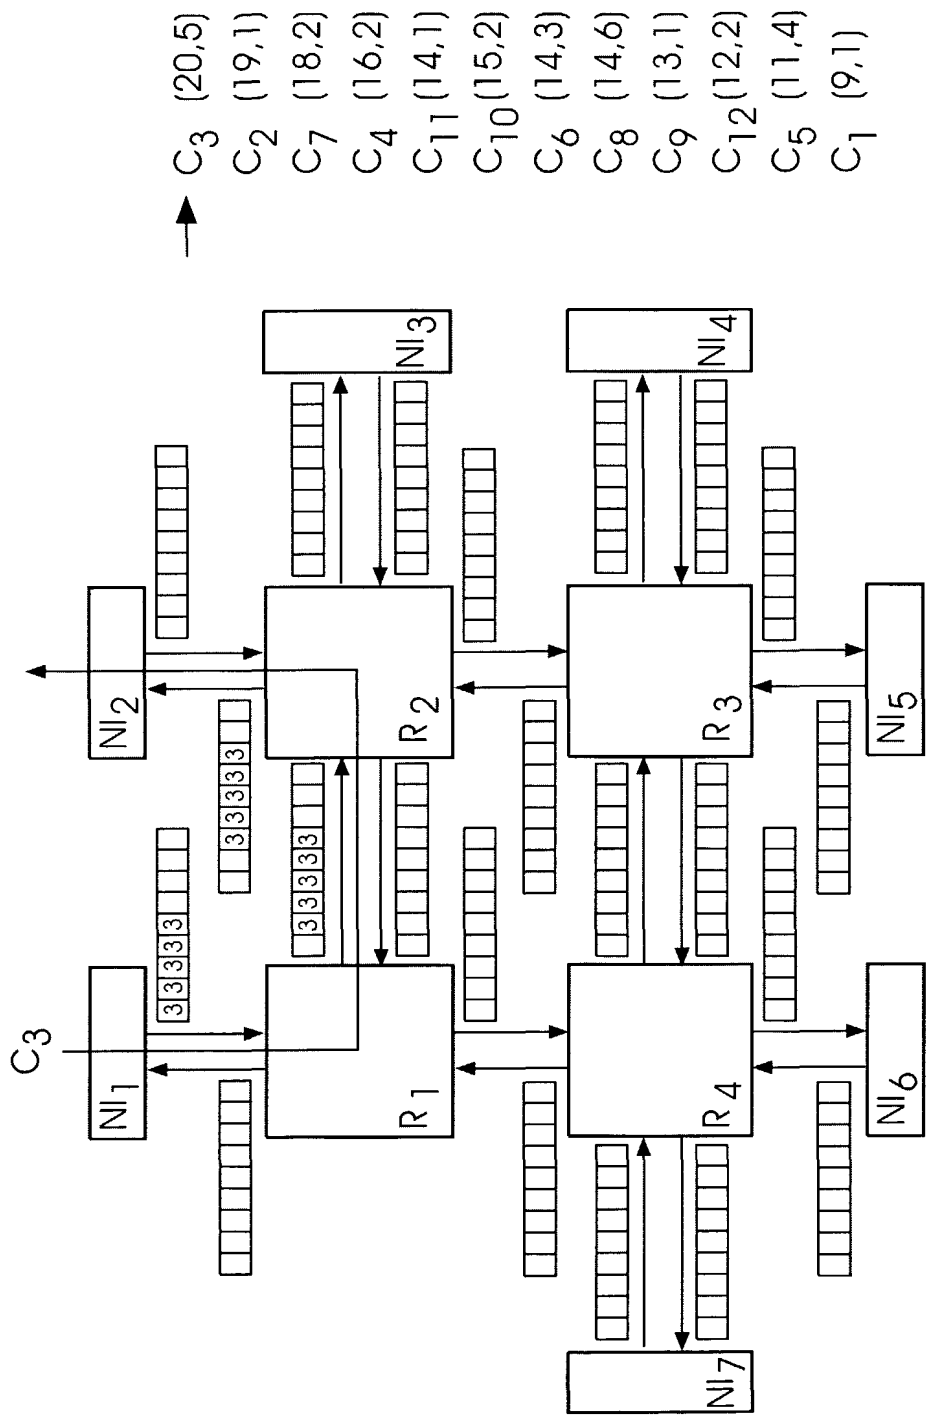 C3
NI1
NI2
3 3 3 3 3
3 3 3 3 3
3 3 3 3 3
R1
R2
NI3
NI7
R4
R3
NI4
NI6
NI5
C3 (20,5)
C2 (19,1)
C7 (18,2)
C4 (16,2)
C11 (14,1)
C10 (15,2)
C6 (14,3)
C8 (14,6)
C9 (13,1)
C12 (12,2)
C5 (11,4)
C1 (9,1)